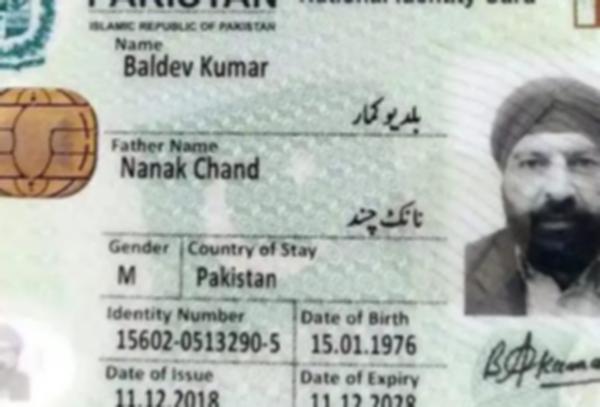 PAKISTAN National Identity Card
ISLAMIC REPUBLIC OF PAKISTAN
Name
Baldev Kumar
بلدیو کمار
Father Name
Nanak Chand
نانک چند
Gender Country of Stay
M Pakistan
Identity Number Date of Birth
15602-0513290-5 15.01.1976
Date of Issue Date of Expiry
11.12.2018 11.12.2028